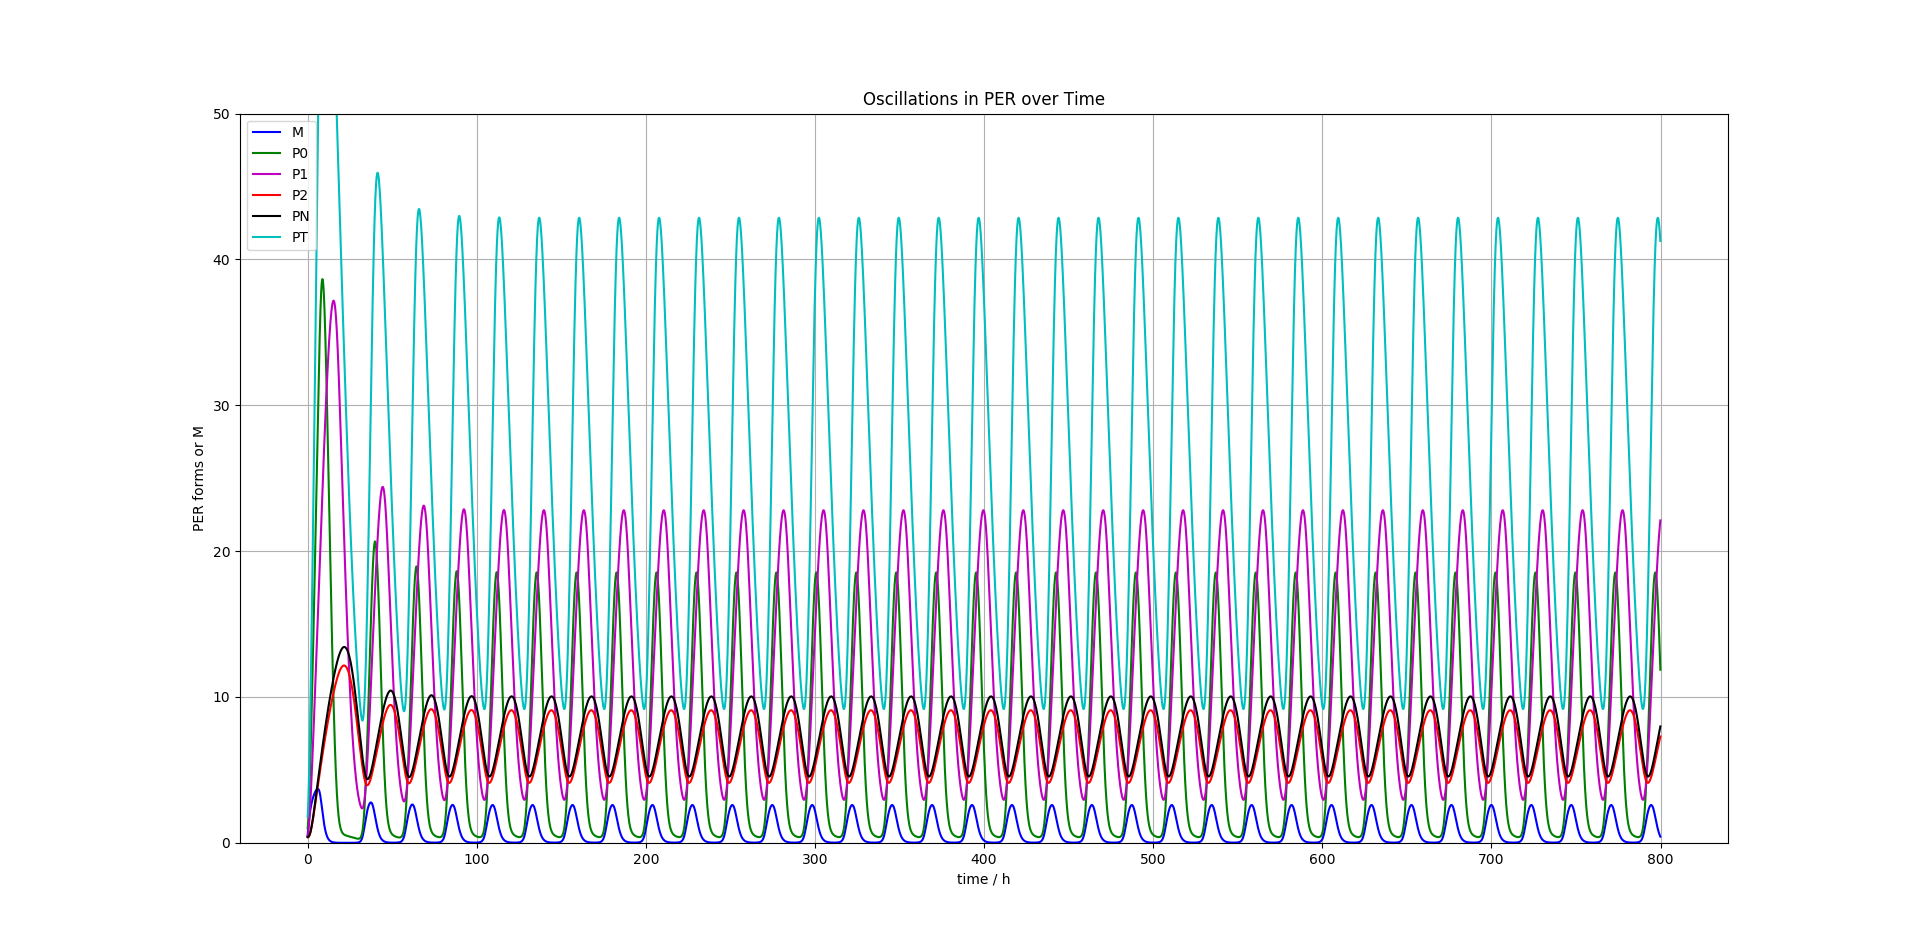 Oscillations in PER over Time
50
40
30
20
10
0
PER forms or M
M
P0
P1
P2
PN
PT
0 100 200 300 400 500 600 700 800
time / h